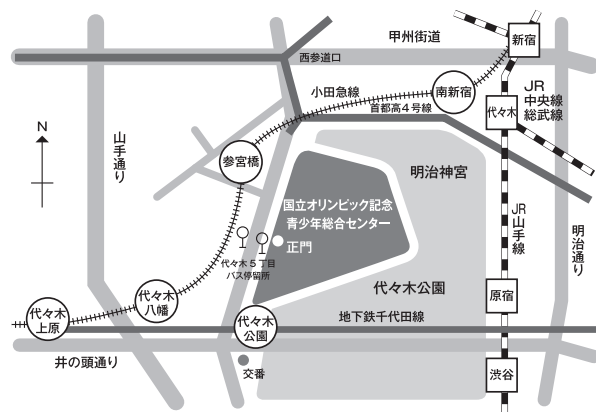 甲州街道
新宿
西参道口
小田急線
南新宿
JR
中央線
総武線
首都高4号線
代々木
N
山手通り
参宮橋
明治神宮
国立オリンピック記念
青少年総合センター
正門
JR山手線
明治通り
代々木5丁目
バス停留所
代々木公園
代々木
八幡
原宿
代々木
上原
代々木
公園
地下鉄千代田線
井の頭通り
交番
渋谷